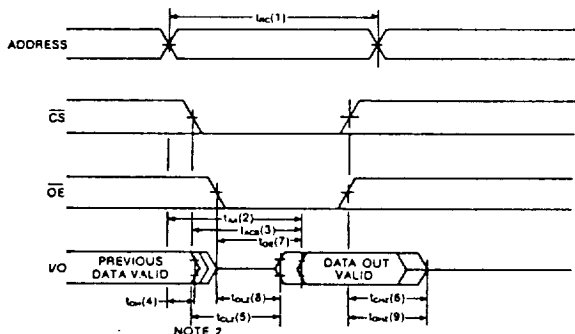 tRC(1)
ADDRESS
CS
OE
tAA(2)
tACS(3)
tOE(7)
I/O
PREVIOUS
DATA VALID
DATA OUT
VALID
tOH(4)
tOLZ(8)
tCHZ(6)
tCLZ(5)
tOHZ(9)
NOTE 2